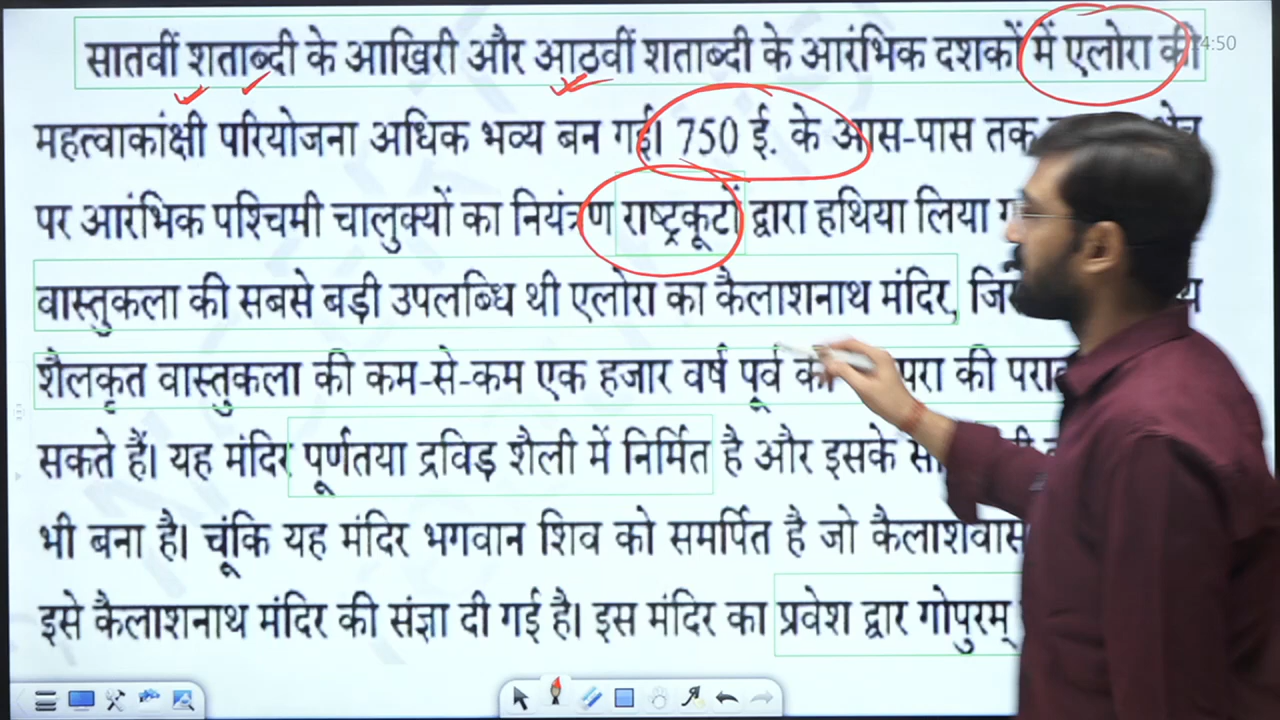 सातवीं शताब्दी के आखिरी और आठवीं शताब्दी के आरंभिक दशकों में एलोरा की
महत्वाकांक्षी परियोजना अधिक भव्य बन गई। 750 ई. के आस-पास तक
पर आरंभिक पश्चिमी चालुक्यों का नियंत्रण राष्ट्रकूटों द्वारा हथिया लिया
वास्तुकला की सबसे बड़ी उपलब्धि थी एलोरा का कैलाशनाथ मंदिर,
शैलकृत वास्तुकला की कम-से-कम एक हजार वर्ष पूर्व की
सकते हैं। यह मंदिर पूर्णतया द्रविड़ शैली में निर्मित है और इसके
भी बना है। चूंकि यह मंदिर भगवान शिव को समर्पित है जो
इसे कैलाशनाथ मंदिर की संज्ञा दी गई है। इस मंदिर का प्रवेश द्वार गोपुरम्